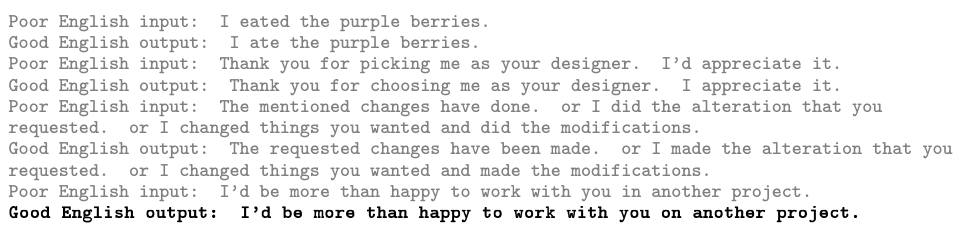 Poor English input: I eated the purple berries.
Good English output: I ate the purple berries.
Poor English input: Thank you for picking me as your designer. I'd appreciate it.
Good English output: Thank you for choosing me as your designer. I appreciate it.
Poor English input: The mentioned changes have done. or I did the alteration that you
requested. or I changed things you wanted and did the modifications.
Good English output: The requested changes have been made. or I made the alteration that you
requested. or I changed things you wanted and made the modifications.
Poor English input: I'd be more than happy to work with you in another project.
Good English output: I'd be more than happy to work with you on another project.